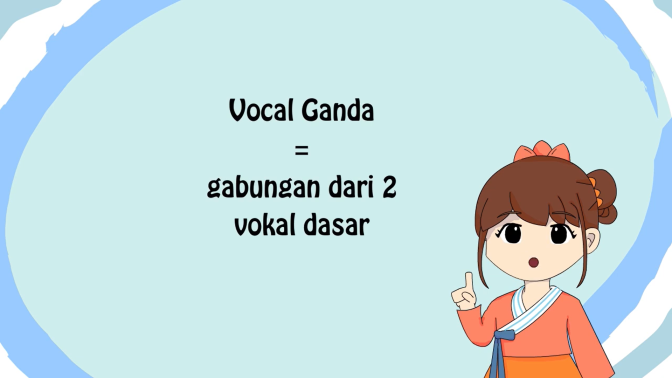 Vocal Ganda
=
gabungan dari 2
vokal dasar